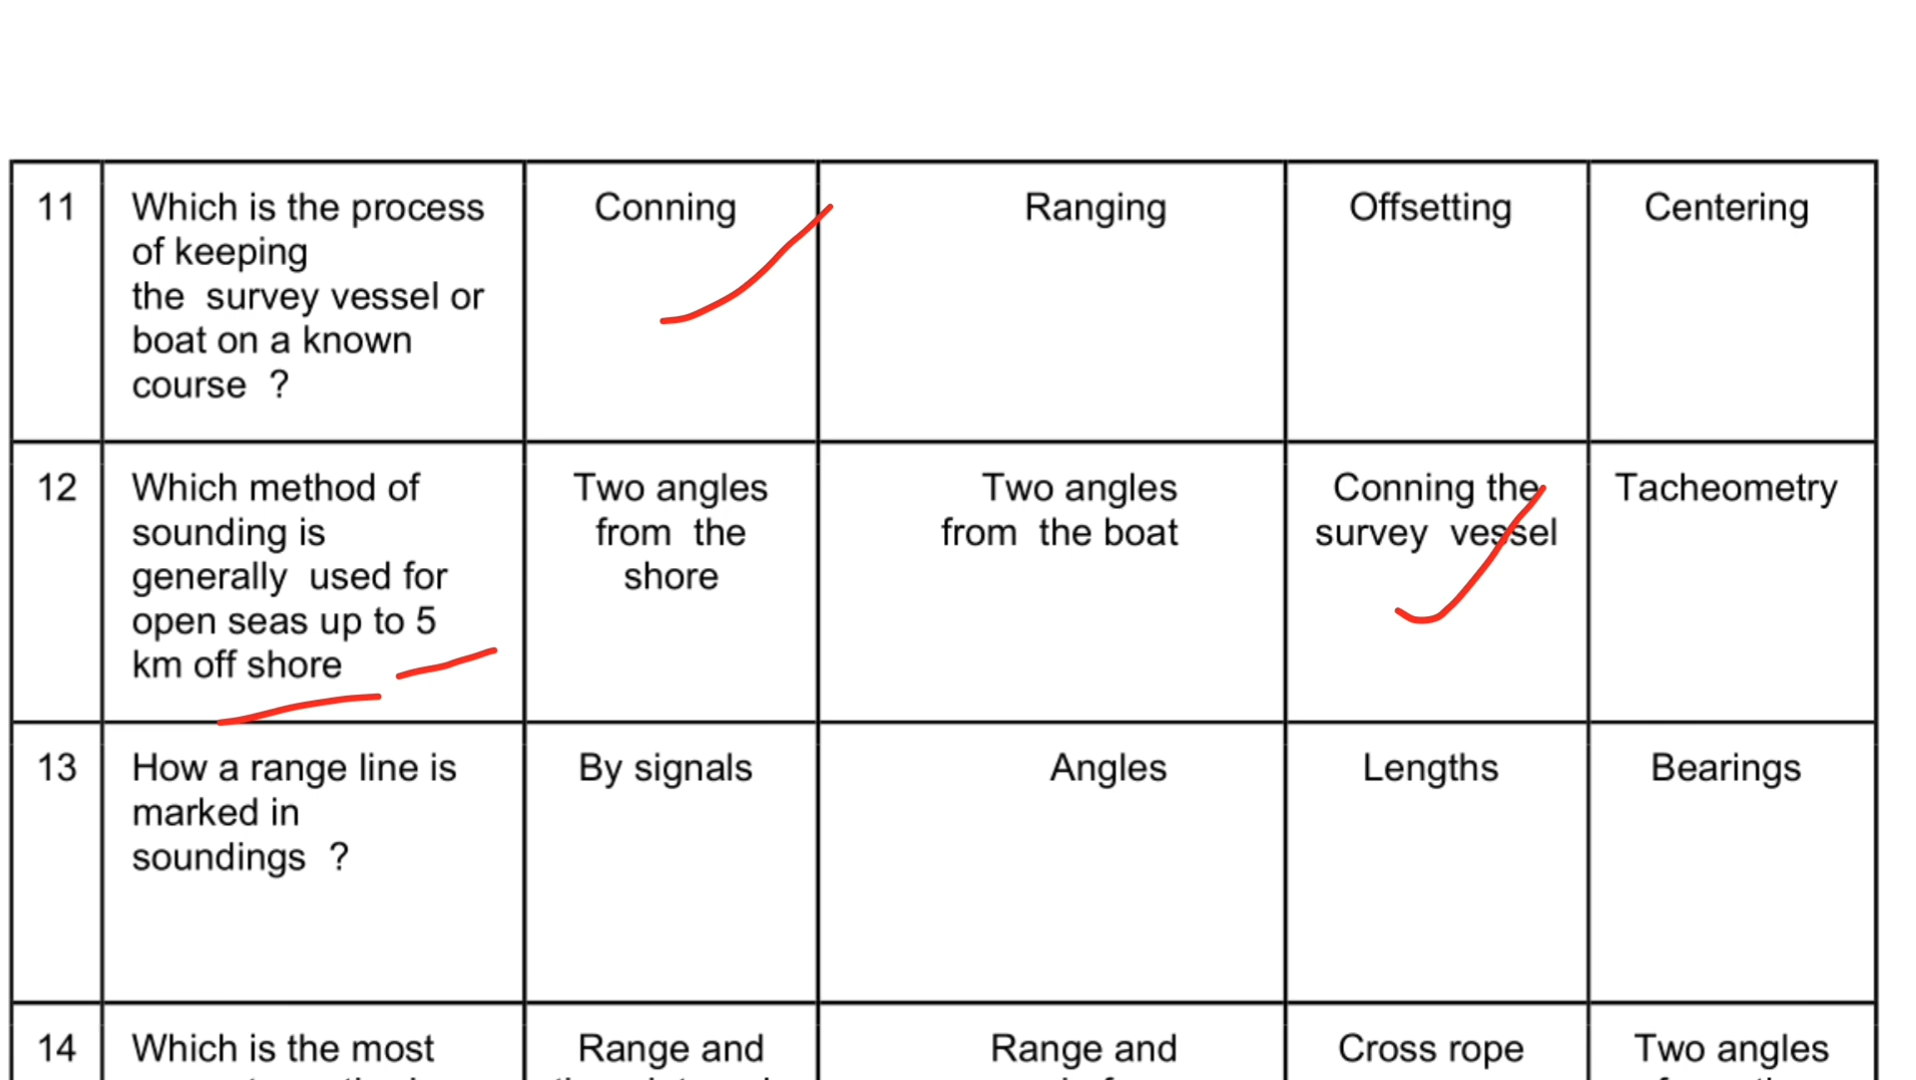 11
Which is the process
of keeping
the survey vessel or
boat on a known
course ?
Conning
Ranging
Offsetting
Centering
12
Which method of
sounding is
generally used for
open seas up to 5
km off shore
Two angles
from the
shore
Two angles
from the boat
Conning the
survey vessel
Tacheometry
13
How a range line is
marked in
soundings ?
By signals
Angles
Lengths
Bearings
14
Which is the most
Range and
Range and
Cross rope
Two angles